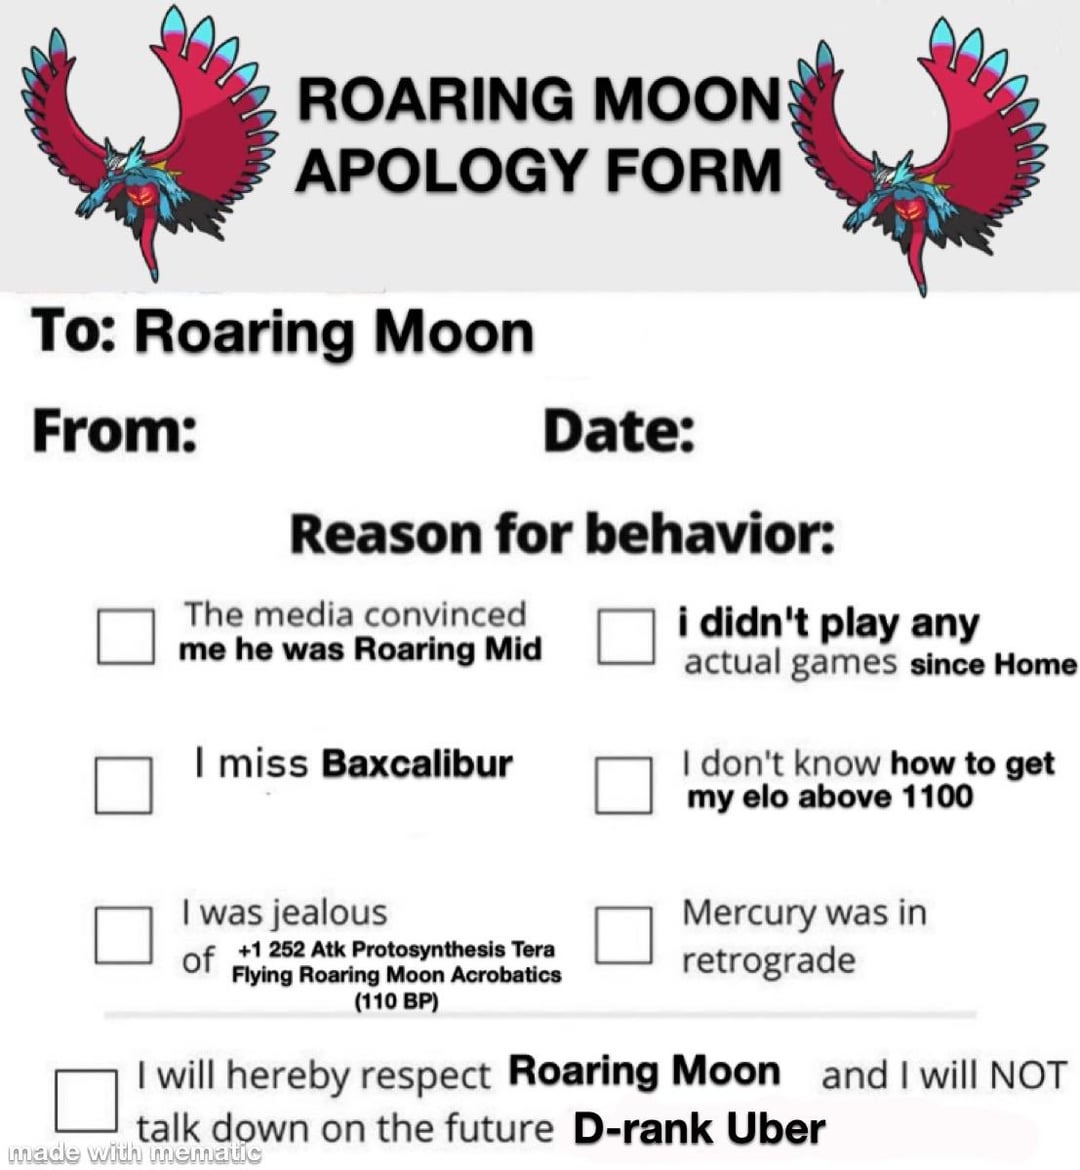 ROARING MOON
APOLOGY FORM
To: Roaring Moon
From:
Date:
Reason for behavior:
The media convinced
me he was Roaring Mid
i didn't play any
actual games since Home
I miss Baxcalibur
I don't know how to get
my elo above 1100
I was jealous
of +1 252 Atk Protosynthesis Tera
Flying Roaring Moon Acrobatics
(110 BP)
Mercury was in
retrograde
I will hereby respect Roaring Moon and I will NOT
talk down on the future D-rank Uber
made with mematic